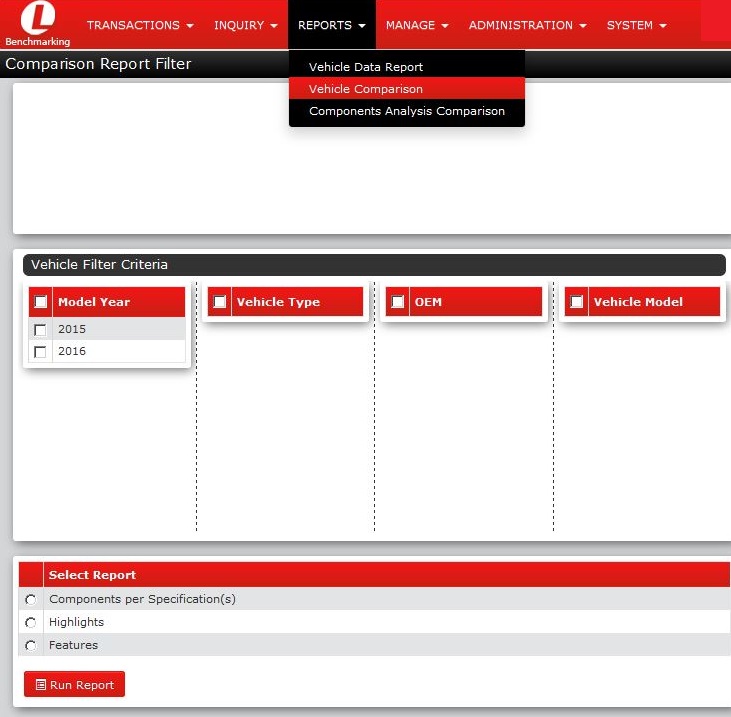 L
Benchmarking
TRANSACTIONS INQUIRY REPORTS MANAGE ADMINISTRATION SYSTEM
Comparison Report Filter
Vehicle Data Report
Vehicle Comparison
Components Analysis Comparison
Vehicle Filter Criteria
Model Year Vehicle Type OEM Vehicle Model
2015
2016
Select Report
Components per Specification(s)
Highlights
Features
Run Report